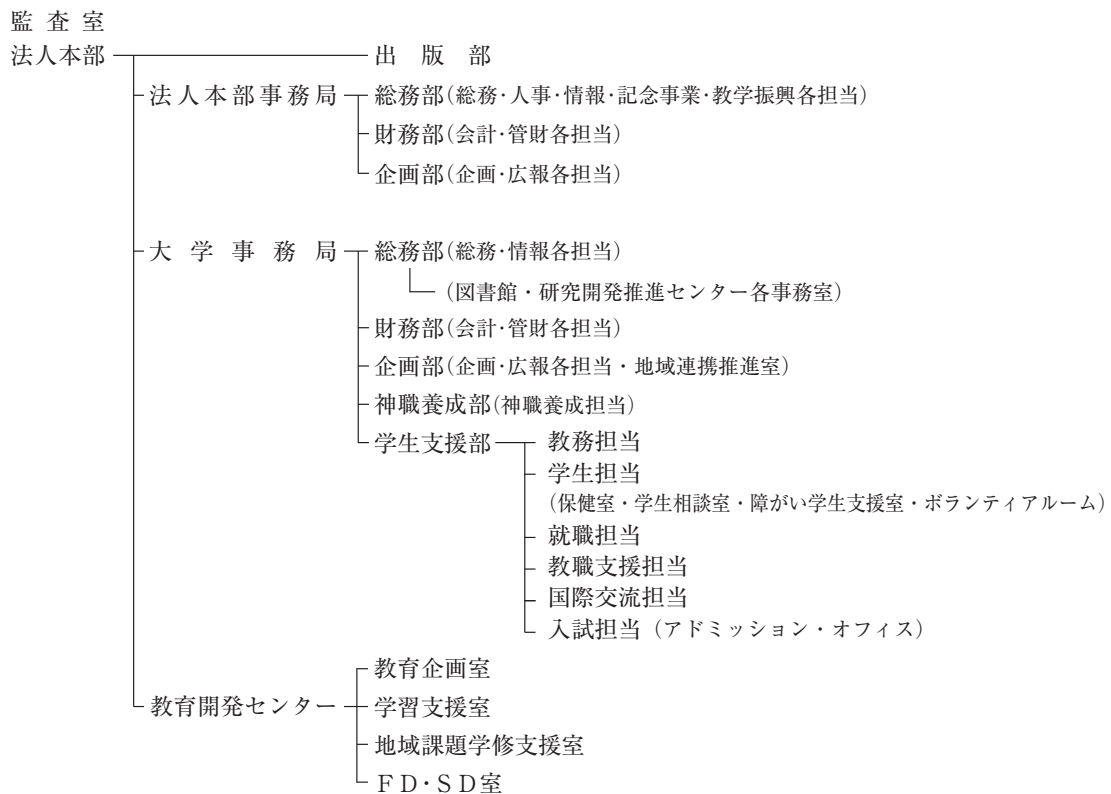 監査室
法人本部 出版部
法人本部事務局 総務部(総務・人事・情報・記念事業・教学振興各担当)
財務部(会計・管財各担当)
企画部(企画・広報各担当)
大学事務局 総務部(総務・情報各担当)
(図書館・研究開発推進センター各事務室)
財務部(会計・管財各担当)
企画部(企画・広報各担当・地域連携推進室)
神職養成部(神職養成担当)
学生支援部 教務担当
学生担当
(保健室・学生相談室・障がい学生支援室・ボランティアルーム)
就職担当
教職支援担当
国際交流担当
入試担当(アドミッション・オフィス)
教育企画室
教育開発センター 学習支援室
地域課題学修支援室
FD・SD室